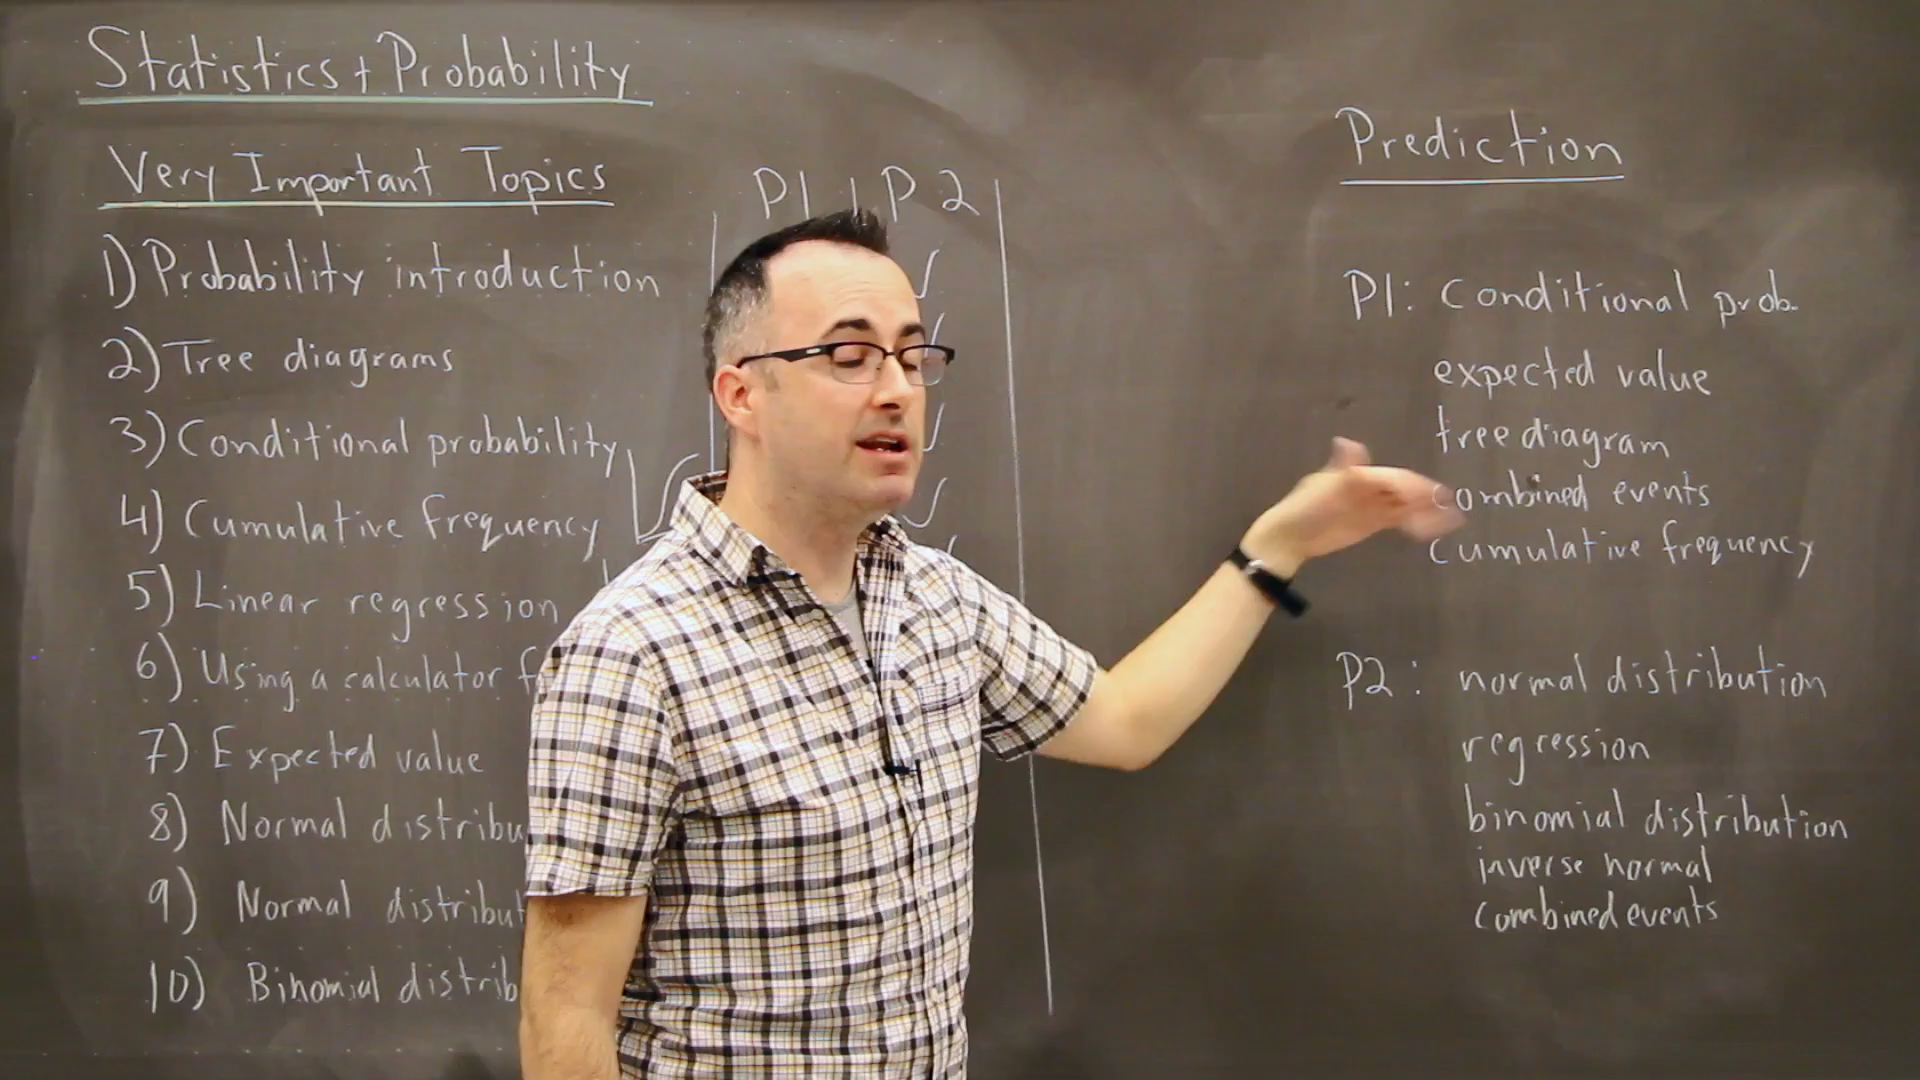 Statistics + Probability
Very Important Topics
P1 P2
1) Probability introduction
2) Tree diagrams
3) Conditional probability
4) Cumulative frequency
5) Linear regression
6) Using a calculator
7) Expected value
8) Normal
9) Normal
10) Binomial
Prediction
P1: Conditional prob.
expected value
tree diagram
combined events
cumulative frequency
P2: normal distribution
regression
binomial distribution
inverse normal
combined events